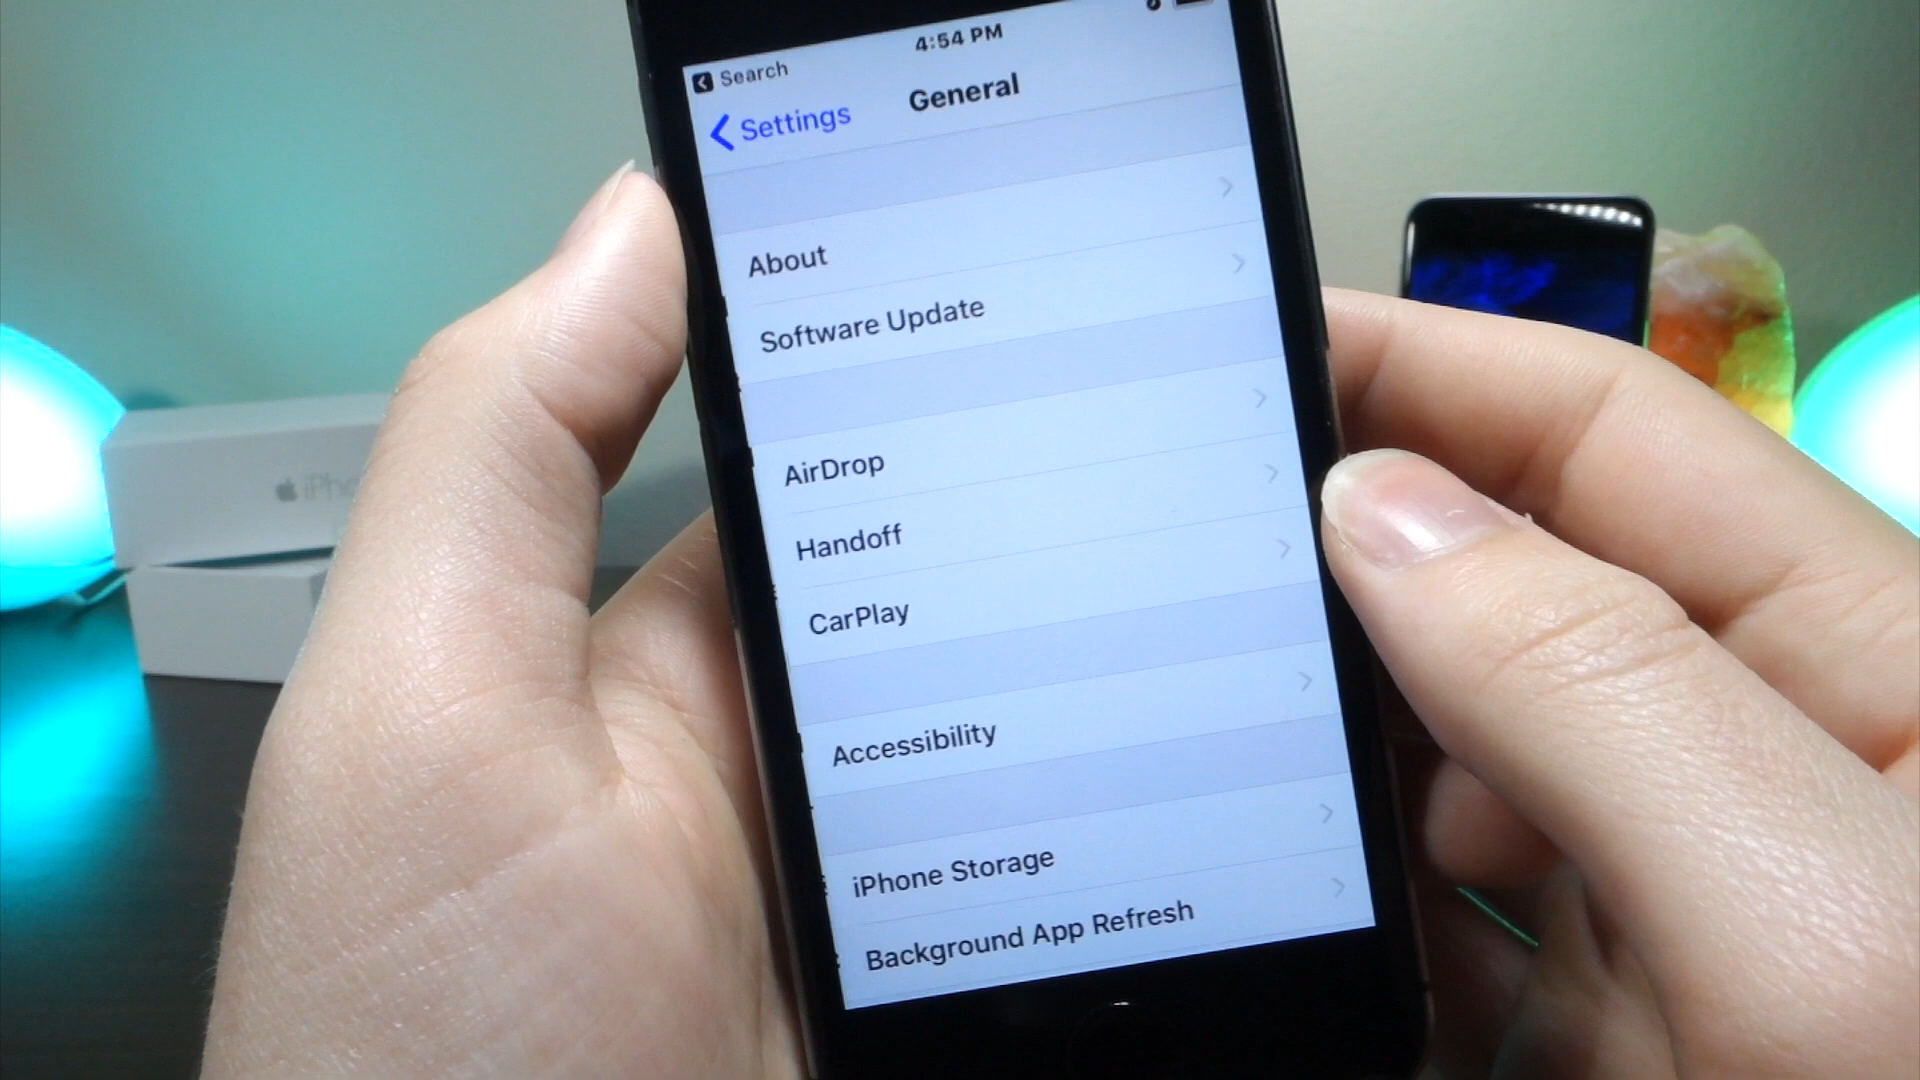 4:54 PM
Search
Settings
General
About
Software Update
AirDrop
Handoff
CarPlay
Accessibility
iPhone Storage
Background App Refresh